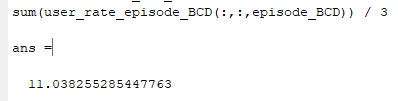 sum(user_rate_episode_BCD(:,:,episode_BCD)) / 3
ans =
11.038255285447763